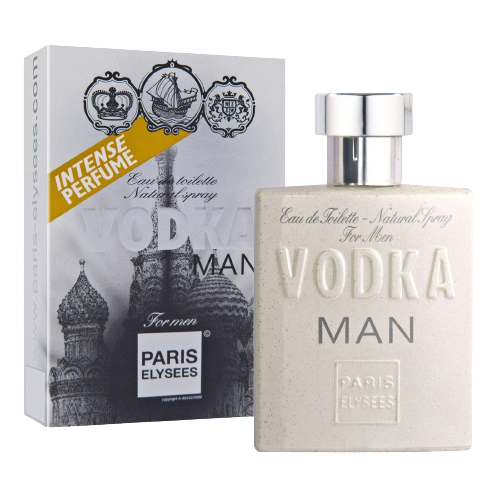 www.paris-elysees.com
INTENSE
PERFUME
Eau de toilette
Natural spray
VODKA
MAN
For men
PARIS
ELYSEES
©
Eau de Toilette - Natural Spray
For Men
VODKA
MAN
PARIS
ELYSEES